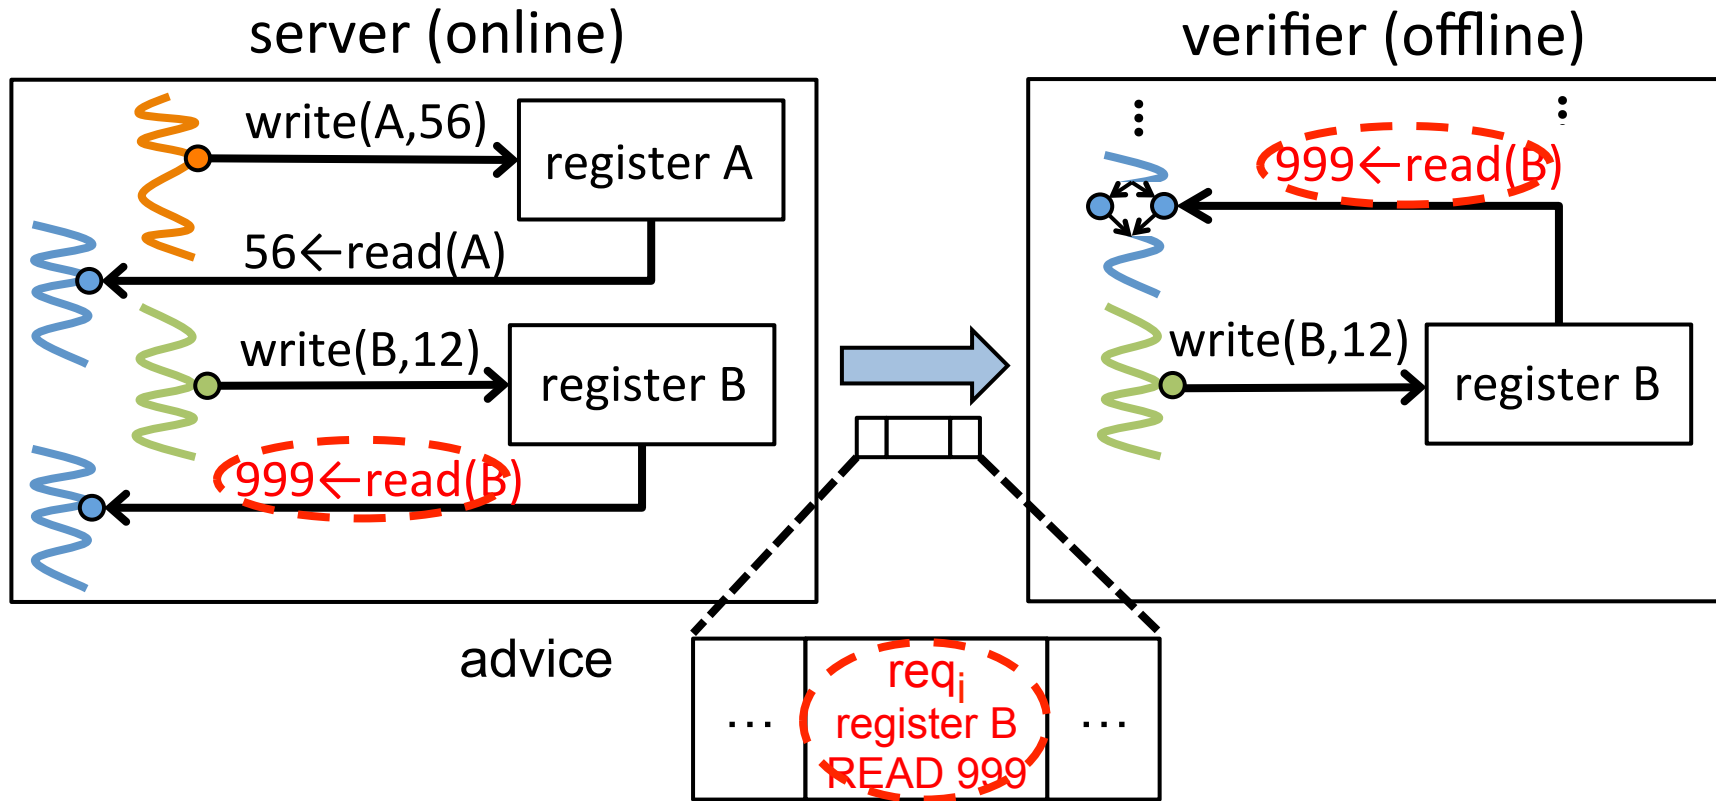 server (online)
verifier (offline)
write(A,56)
register A
56←read(A)
write(B,12)
register B
999←read(B)
⋮ ⋮
999←read(B)
write(B,12)
register B
advice
… req_i …
register B
READ 999